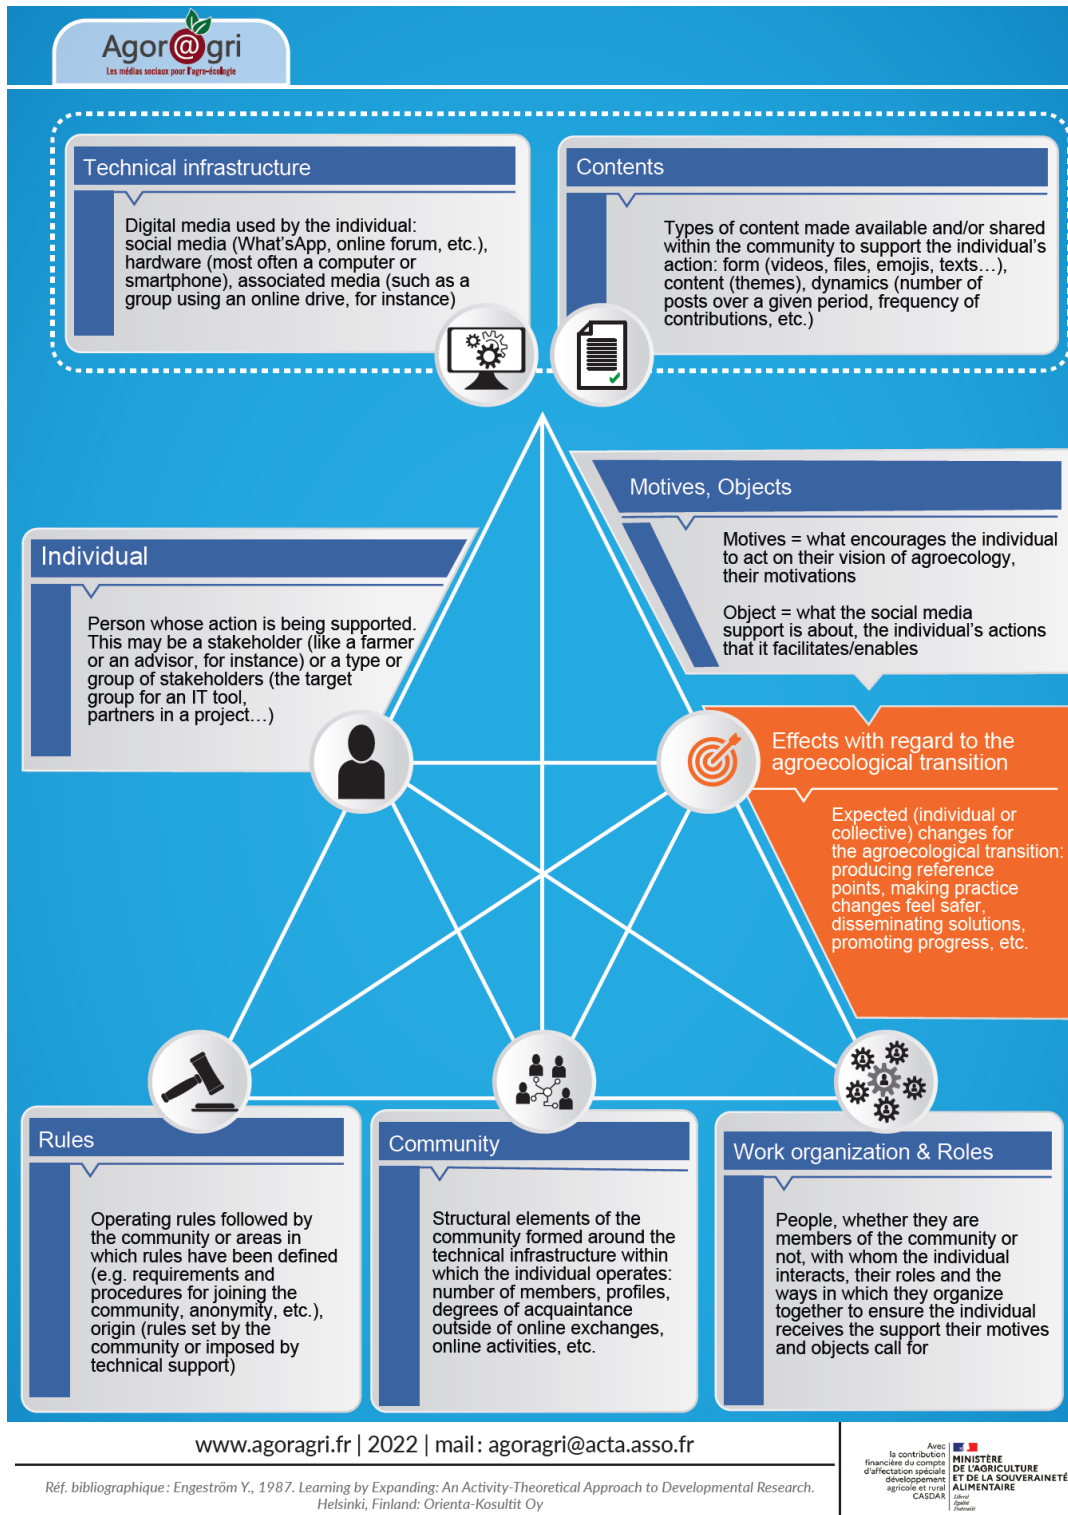 Agor@gri
Les médias sociaux pour l'agro-écologie
Technical infrastructure
Digital media used by the individual:
social media (What'sApp, online forum, etc.),
hardware (most often a computer or
smartphone), associated media (such as a
group using an online drive, for instance)
Contents
Types of content made available and/or shared
within the community to support the individual's
action: form (videos, files, emojis, texts…),
content (themes), dynamics (number of
posts over a given period, frequency of
contributions, etc.)
Motives, Objects
Motives = what encourages the individual
to act on their vision of agroecology,
their motivations
Object = what the social media
support is about, the individual's actions
that it facilitates/enables
Individual
Person whose action is being supported.
This may be a stakeholder (like a farmer
or an advisor, for instance) or a type or
group of stakeholders (the target
group for an IT tool,
partners in a project…)
Effects with regard to the
agroecological transition
Expected (individual or
collective) changes for
the agroecological transition:
producing reference
points, making practice
changes feel safer,
disseminating solutions,
promoting progress, etc.
Rules
Operating rules followed by
the community or areas in
which rules have been defined
(e.g. requirements and
procedures for joining the
community, anonymity, etc.),
origin (rules set by the
community or imposed by
technical support)
Community
Structural elements of the
community formed around the
technical infrastructure within
which the individual operates:
number of members, profiles,
degrees of acquaintance
outside of online exchanges,
online activities, etc.
Work organization & Roles
People, whether they are
members of the community or
not, with whom the individual
interacts, their roles and the
ways in which they organize
together to ensure the individual
receives the support their motives
and objects call for
www.agoragri.fr | 2022 | mail : agoragri@acta.asso.fr
Réf. bibliographique : Engeström Y., 1987. Learning by Expanding: An Activity-Theoretical Approach to Developmental Research.
Helsinki, Finland: Orienta-Kosultit Oy
Avec
la contribution
financière du compte
d'affectation spéciale
développement
agricole et rural
CASDAR
MINISTÈRE
DE L'AGRICULTURE
ET DE LA SOUVERAINETÉ
ALIMENTAIRE
Liberté
Égalité
Fraternité